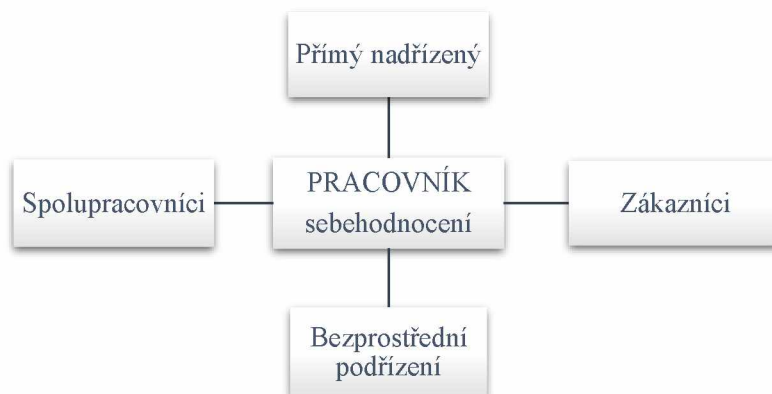 Přímý nadřízený
Spolupracovníci
PRACOVNÍK
sebehodnocení
Zákazníci
Bezprostřední
podřízení